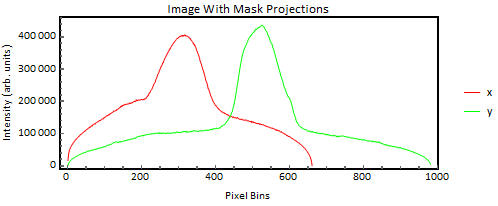 Image With Mask Projections
Intensity (arb. units)
400 000
300 000
200 000
100 000
0
0
200
400
600
800
1000
Pixel Bins
x
y